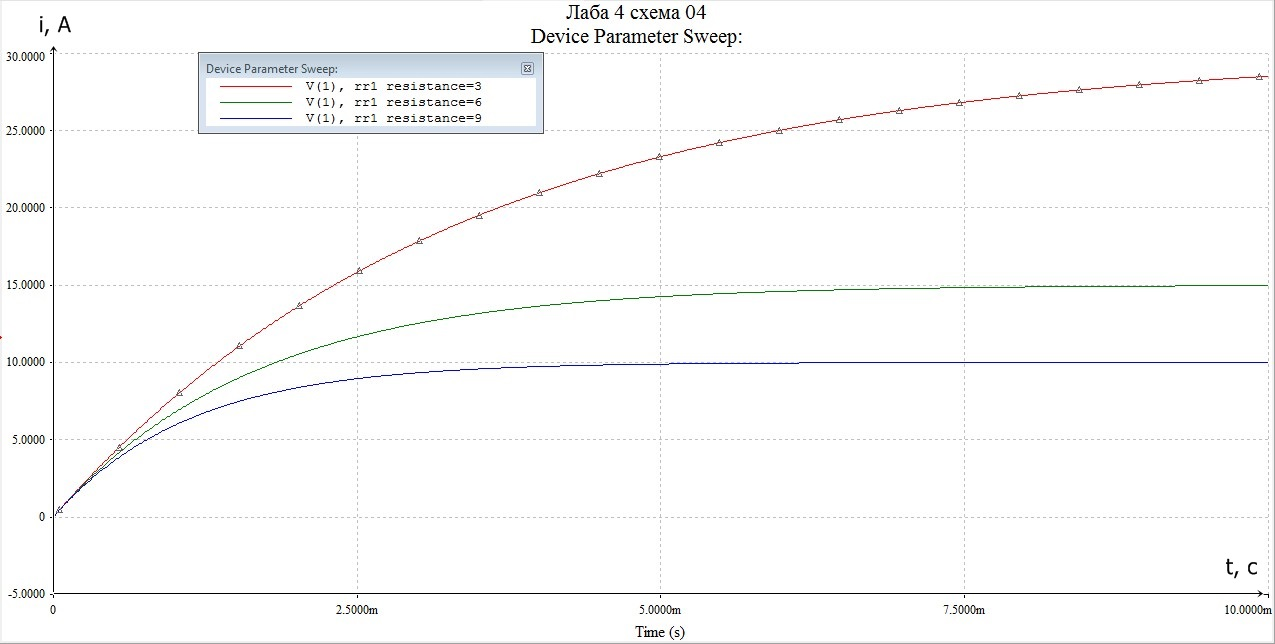 Лаба 4 схема 04
i, A
Device Parameter Sweep:
30.0000
Device Parameter Sweep:
V(1), rr1 resistance=3
V(1), rr1 resistance=6
V(1), rr1 resistance=9
25.0000
20.0000
15.0000
10.0000
5.0000
0
t, c
-5.0000
0 2.5000m 5.0000m 7.5000m 10.0000m
Time (s)